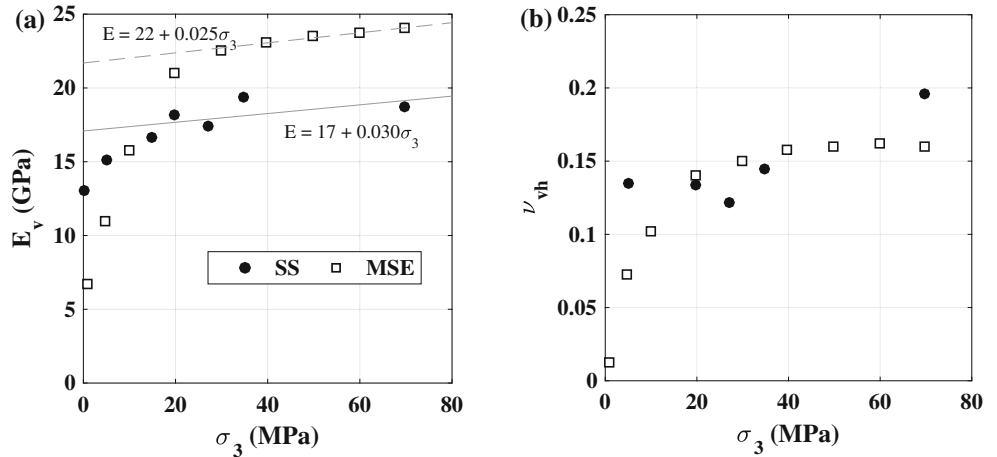 (a)
25
20
15
10
5
0
E = 22 + 0.025σ₃
E = 17 + 0.030σ₃
SS MSE
E_v (GPa)
0 20 40 60 80
σ₃ (MPa)
(b)
0.25
0.2
0.15
0.1
0.05
0
ν_vh
0 20 40 60 80
σ₃ (MPa)